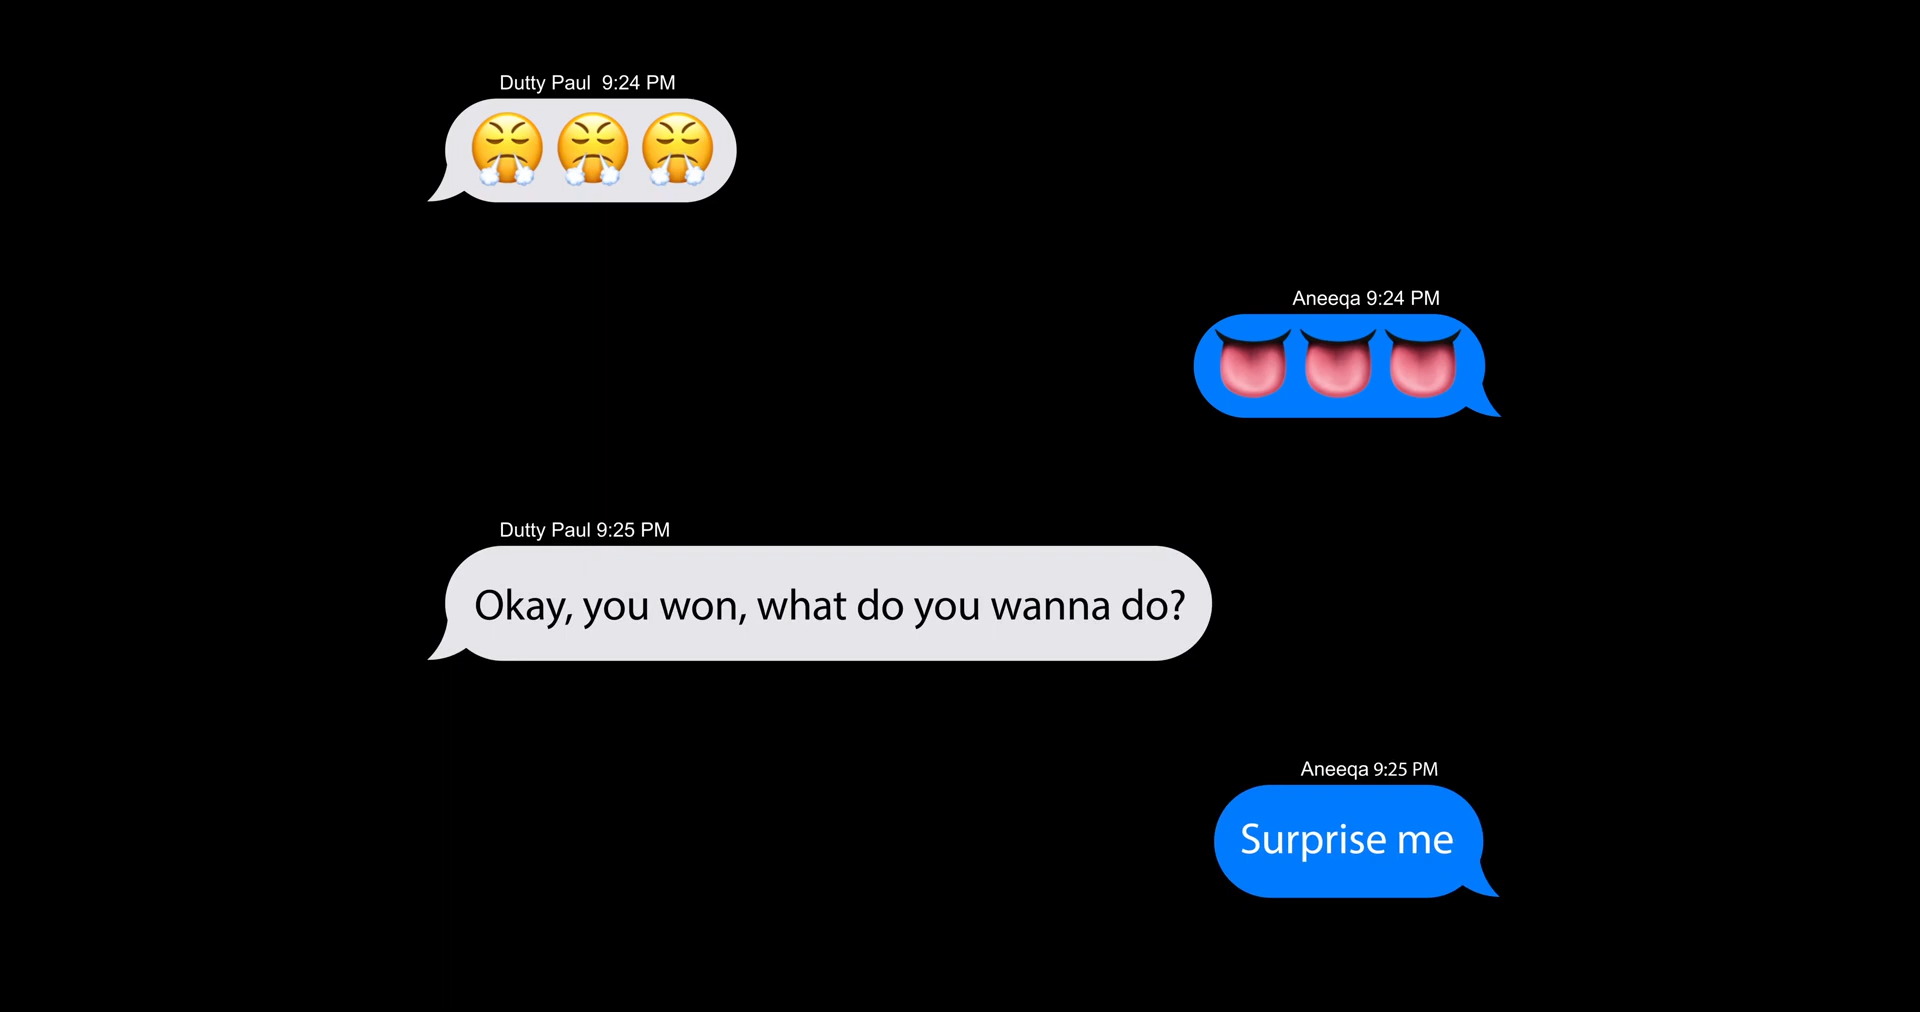 Dutty Paul 9:24 PM
😤😤😤
Aneeqa 9:24 PM
👅👅👅
Dutty Paul 9:25 PM
Okay, you won, what do you wanna do?
Aneeqa 9:25 PM
Surprise me